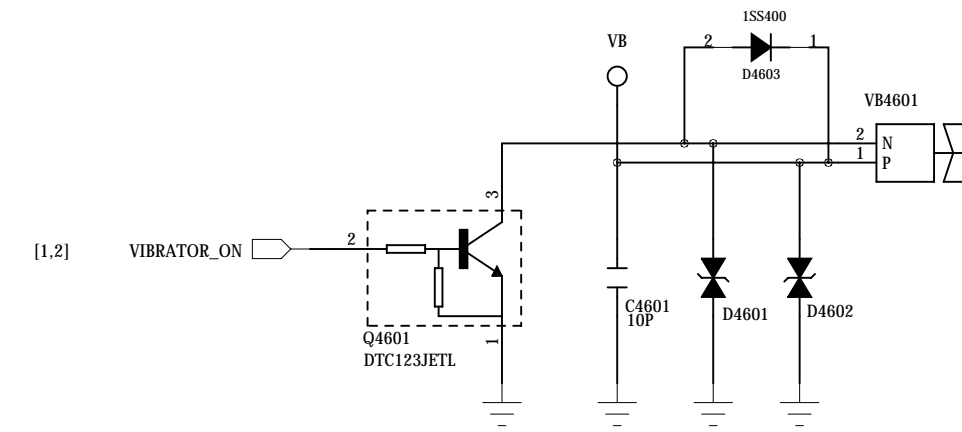 1SS400
VB
2
1
D4603
VB4601
2
N
1
P
3
[1,2]
VIBRATOR_ON
2
C4601
10P
D4601
D4602
Q4601
1
DTC123JETL